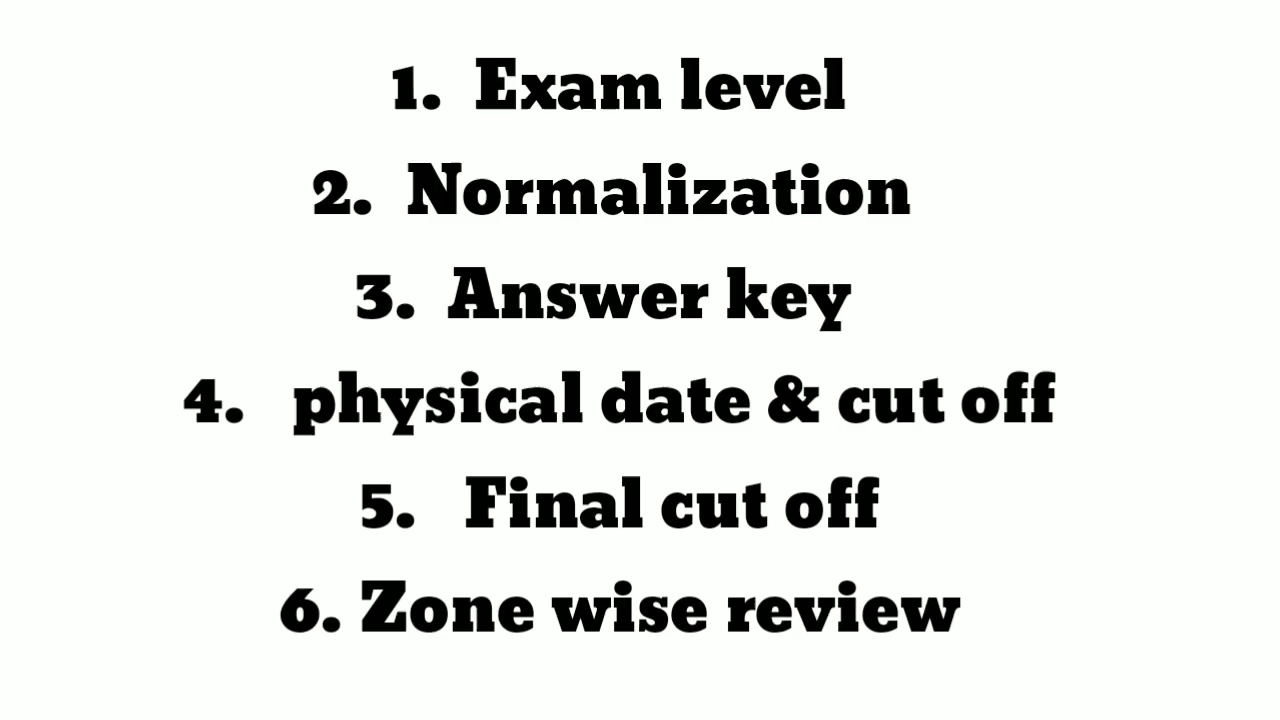 1. Exam level
2. Normalization
3. Answer key
4. physical date & cut off
5. Final cut off
6. Zone wise review